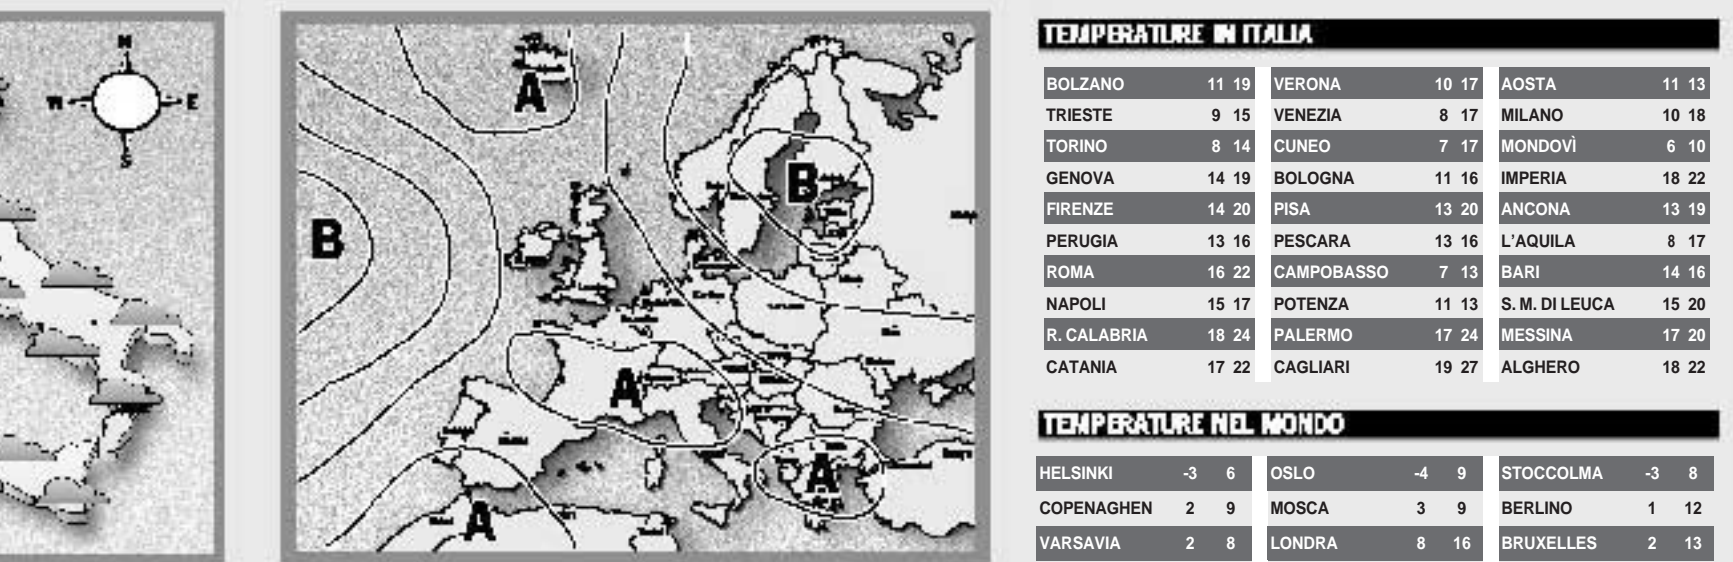 N
W E
S
A
B
B
A
A
A
TEMPERATURE IN ITALIA
BOLZANO 11 19 VERONA 10 17 AOSTA 11 13
TRIESTE 9 15 VENEZIA 8 17 MILANO 10 18
TORINO 8 14 CUNEO 7 17 MONDOVÌ 6 10
GENOVA 14 19 BOLOGNA 11 16 IMPERIA 18 22
FIRENZE 14 20 PISA 13 20 ANCONA 13 19
PERUGIA 13 16 PESCARA 13 16 L'AQUILA 8 17
ROMA 16 22 CAMPOBASSO 7 13 BARI 14 16
NAPOLI 15 17 POTENZA 11 13 S. M. DI LEUCA 15 20
R. CALABRIA 18 24 PALERMO 17 24 MESSINA 17 20
CATANIA 17 22 CAGLIARI 19 27 ALGHERO 18 22
TEMPERATURE NEL MONDO
HELSINKI -3 6 OSLO -4 9 STOCCOLMA -3 8
COPENAGHEN 2 9 MOSCA 3 9 BERLINO 1 12
VARSAVIA 2 8 LONDRA 8 16 BRUXELLES 2 13